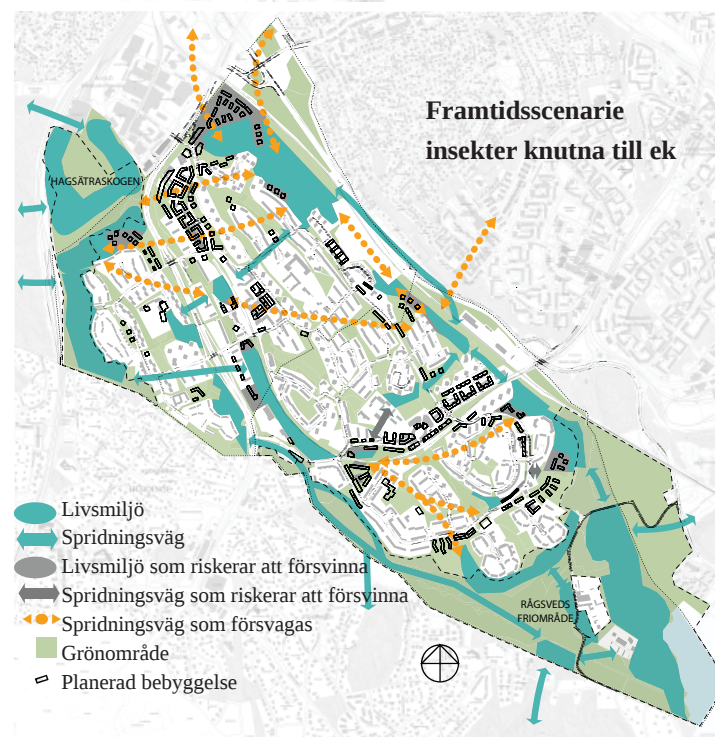 Framtidsscenarie
insekter knutna till ek
HAGSÄTRASKOGEN
Livsmiljö
Spridningsväg
Livsmiljö som riskerar att försvinna
Spridningsväg som riskerar att försvinna
Spridningsväg som försvagas
Grönområde
Planerad bebyggelse
RÅGSVEDS
FRIOMRÅDE